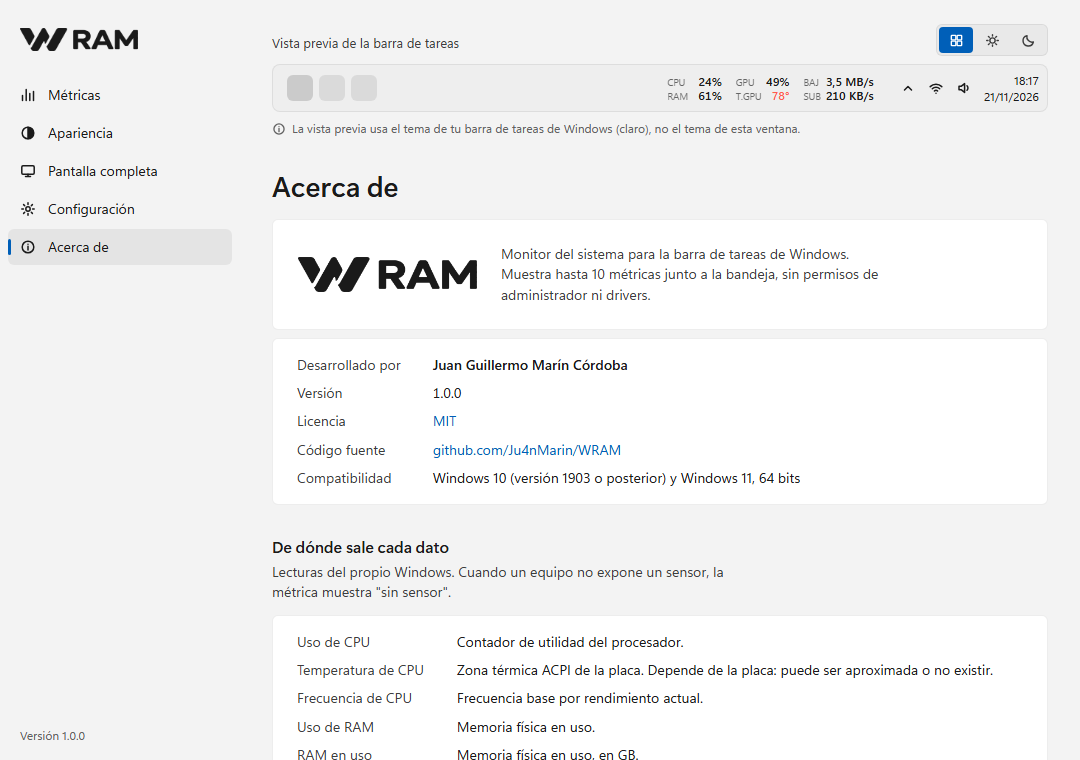 W RAM
Métricas
Apariencia
Pantalla completa
Configuración
Acerca de
Versión 1.0.0
Vista previa de la barra de tareas
CPU 24% GPU 49% BAJ 3,5 MB/s
RAM 61% T.GPU 78° SUB 210 KB/s
18:17
21/11/2026
La vista previa usa el tema de tu barra de tareas de Windows (claro), no el tema de esta ventana.
Acerca de
W RAM
Monitor del sistema para la barra de tareas de Windows.
Muestra hasta 10 métricas junto a la bandeja, sin permisos de
administrador ni drivers.
Desarrollado por Juan Guillermo Marín Córdoba
Versión 1.0.0
Licencia MIT
Código fuente github.com/Ju4nMarin/WRAM
Compatibilidad Windows 10 (versión 1903 o posterior) y Windows 11, 64 bits
De dónde sale cada dato
Lecturas del propio Windows. Cuando un equipo no expone un sensor, la
métrica muestra "sin sensor".
Uso de CPU Contador de utilidad del procesador.
Temperatura de CPU Zona térmica ACPI de la placa. Depende de la placa: puede ser aproximada o no existir.
Frecuencia de CPU Frecuencia base por rendimiento actual.
Uso de RAM Memoria física en uso.
RAM en uso Memoria física en uso, en GB.